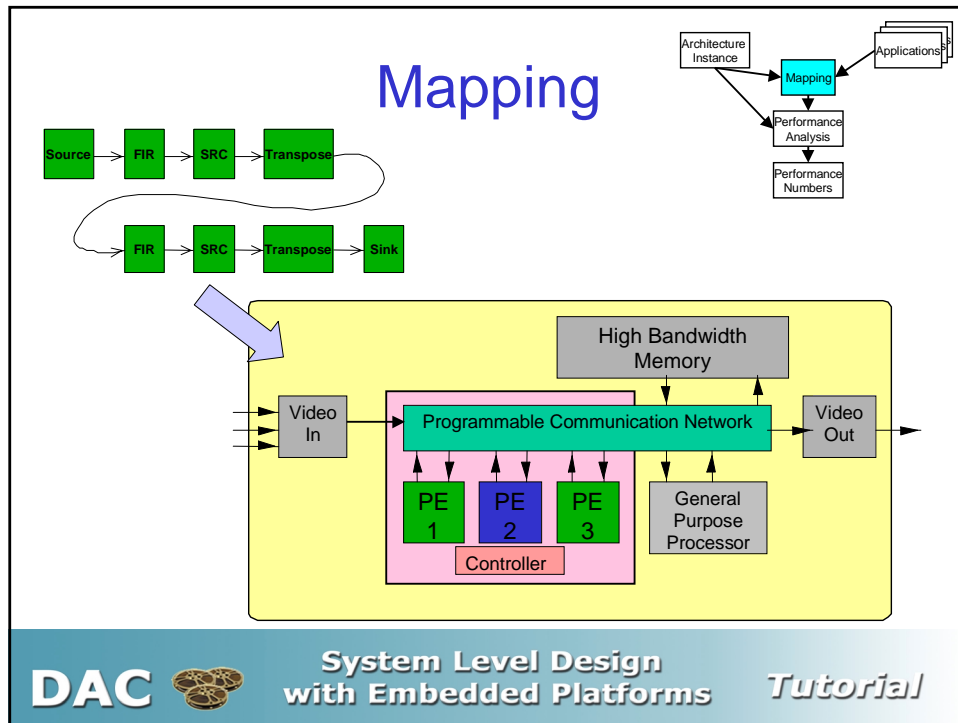 Mapping
Architecture
Instance
Applications
s
s
Mapping
Performance
Analysis
Performance
Numbers
Source
FIR
SRC
Transpose
FIR
SRC
Transpose
Sink
High Bandwidth
Memory
Video
In
Programmable Communication Network
Video
Out
PE
1
PE
2
PE
3
General
Purpose
Processor
Controller
DAC
System Level Design
with Embedded Platforms
Tutorial